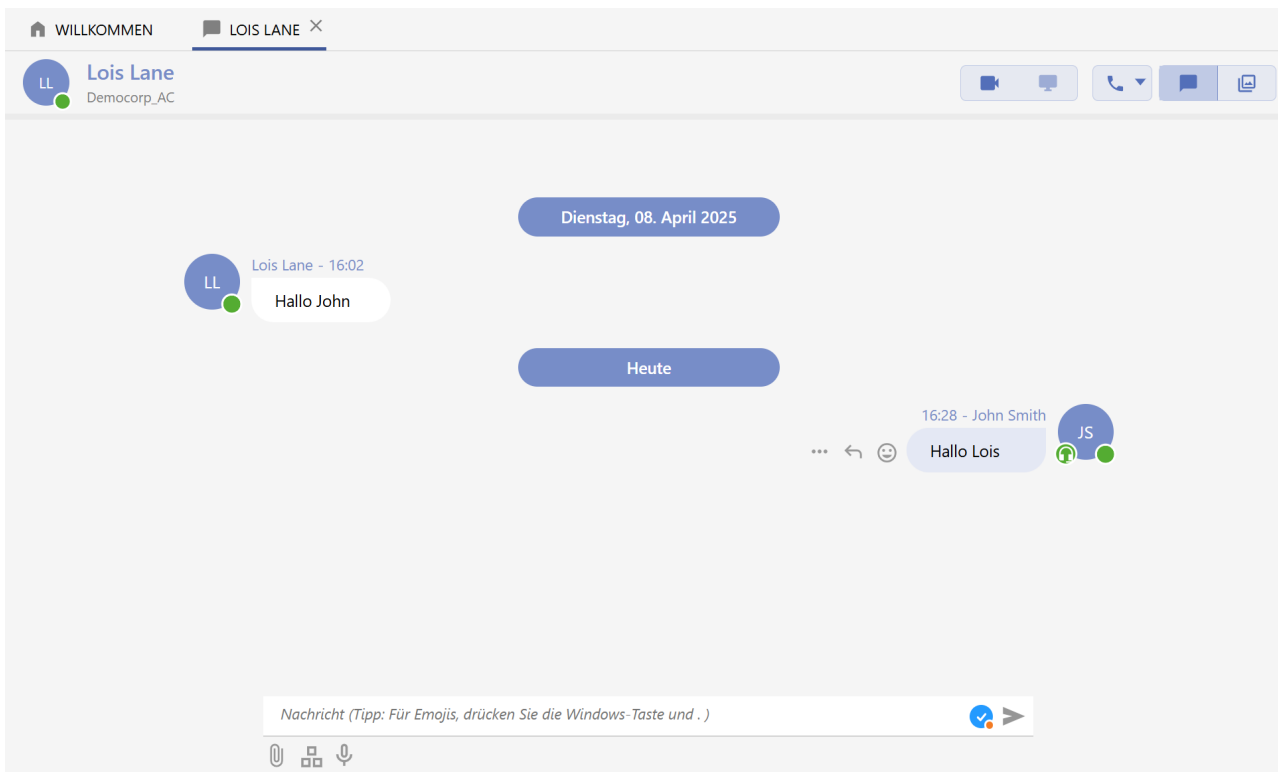 WILLKOMMEN
LOIS LANE
LL
Lois Lane
Democorp_AC
Dienstag, 08. April 2025
Lois Lane - 16:02
LL
Hallo John
Heute
16:28 - John Smith
JS
Hallo Lois
Nachricht (Tipp: Für Emojis, drücken Sie die Windows-Taste und . )